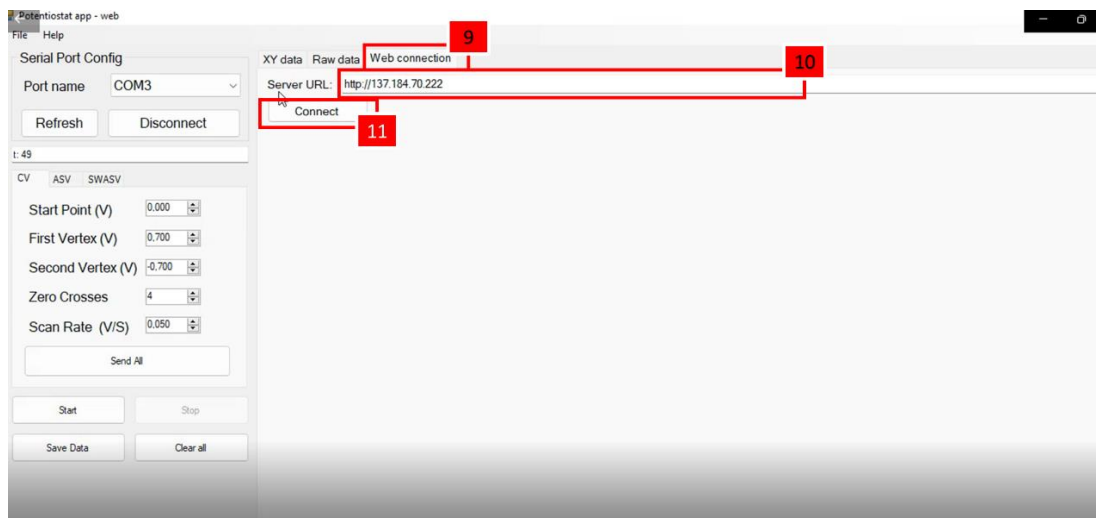 Potentiostat app - web
File Help
Serial Port Config
Port name COM3
Refresh Disconnect
t: 49
CV ASV SWASV
Start Point (V) 0,000
First Vertex (V) 0,700
Second Vertex (V) -0,700
Zero Crosses 4
Scan Rate (V/S) 0,050
Send All
Start Stop
Save Data Clear all
9
XY data Raw data Web connection
10
Server URL: http://137.184.70.222
Connect
11